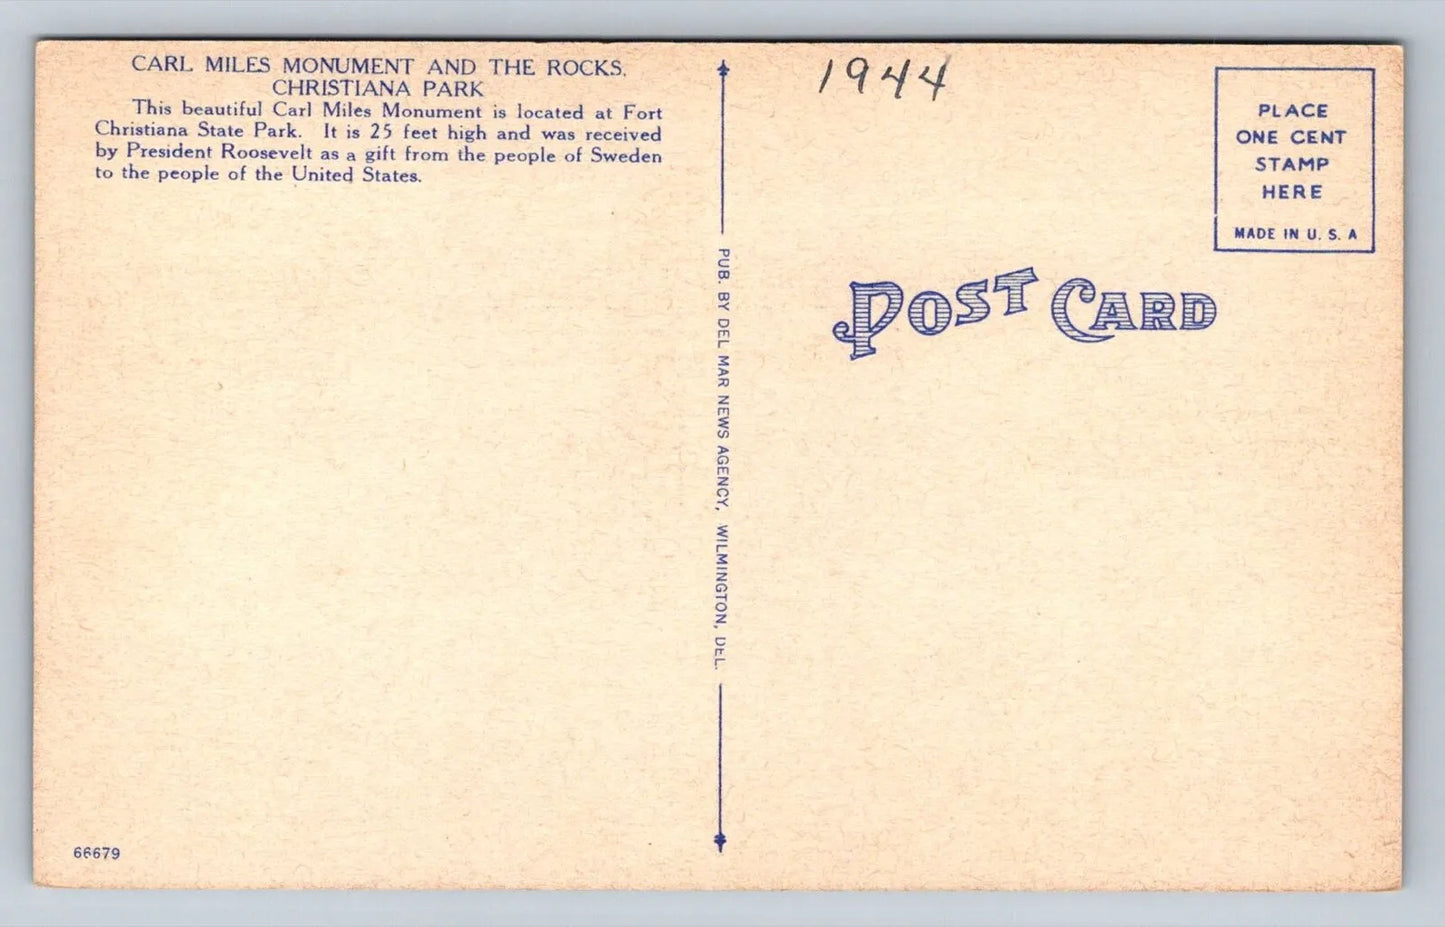 CARL MILES MONUMENT AND THE ROCKS,
CHRISTIANA PARK
This beautiful Carl Miles Monument is located at Fort
Christiana State Park. It is 25 feet high and was received
by President Roosevelt as a gift from the people of Sweden
to the people of the United States.
66679
PUB. BY DEL MAR NEWS AGENCY, WILMINGTON, DEL.
1944
PLACE
ONE CENT
STAMP
HERE
MADE IN U. S. A
POST CARD